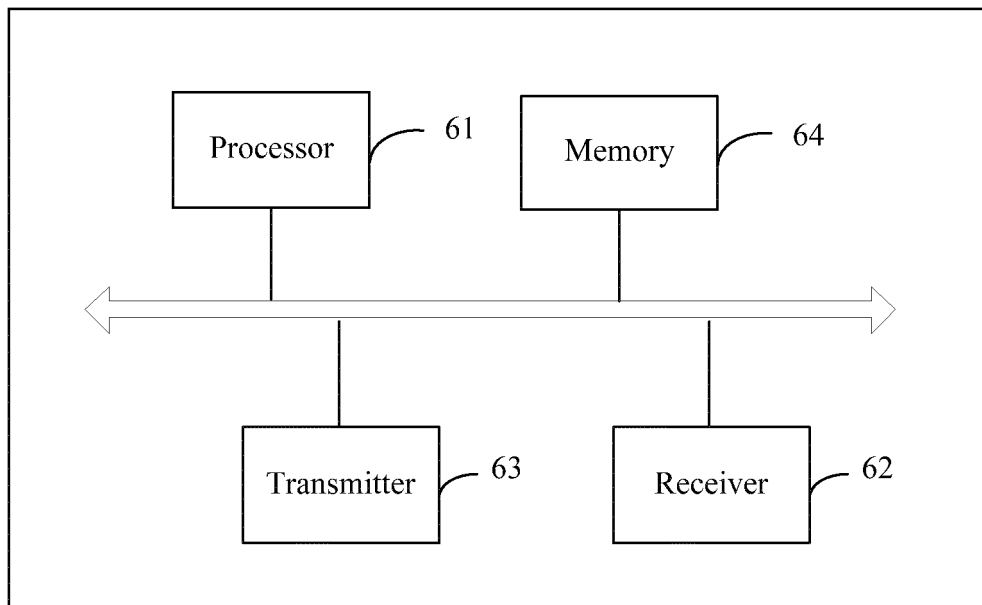 Processor
61
Memory
64
Transmitter
63
Receiver
62